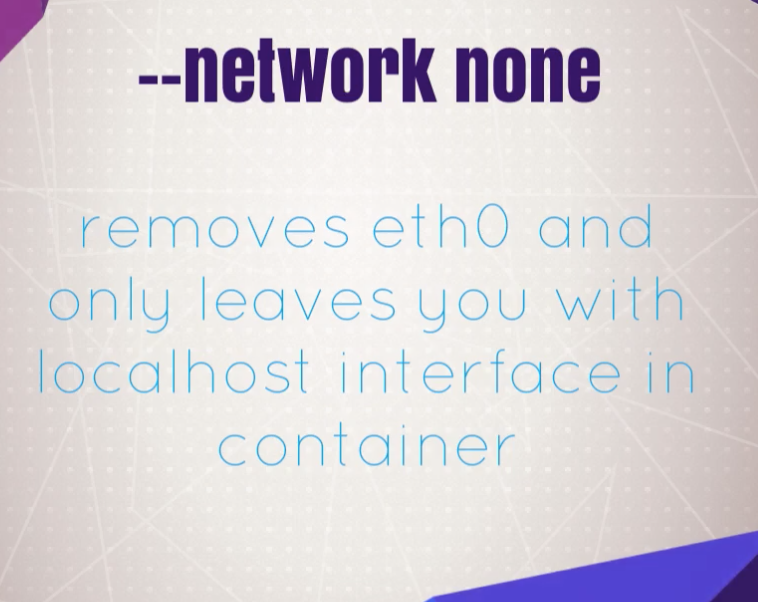 --network none
removes eth0 and
only leaves you with
localhost interface in
container